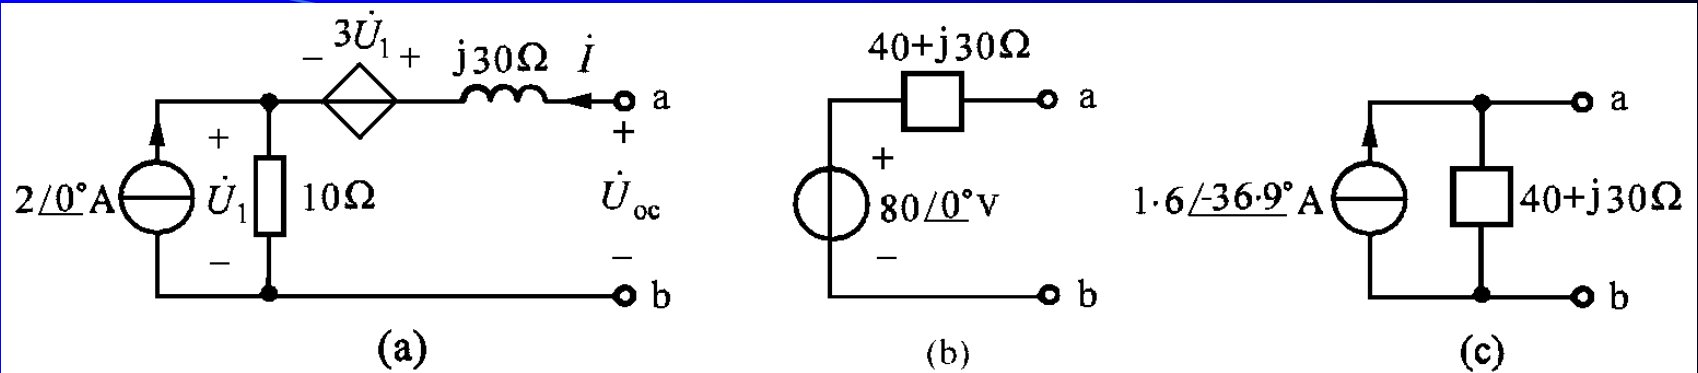 3U̇₁
− +
j30Ω İ
a
+
2/0°A
U̇₁
−
10Ω
+
U̇oc
−
b
(a)
40+j30Ω
a
+
80/0°V
−
b
(b)
a
1·6/-36·9°A
40+j30Ω
b
(c)